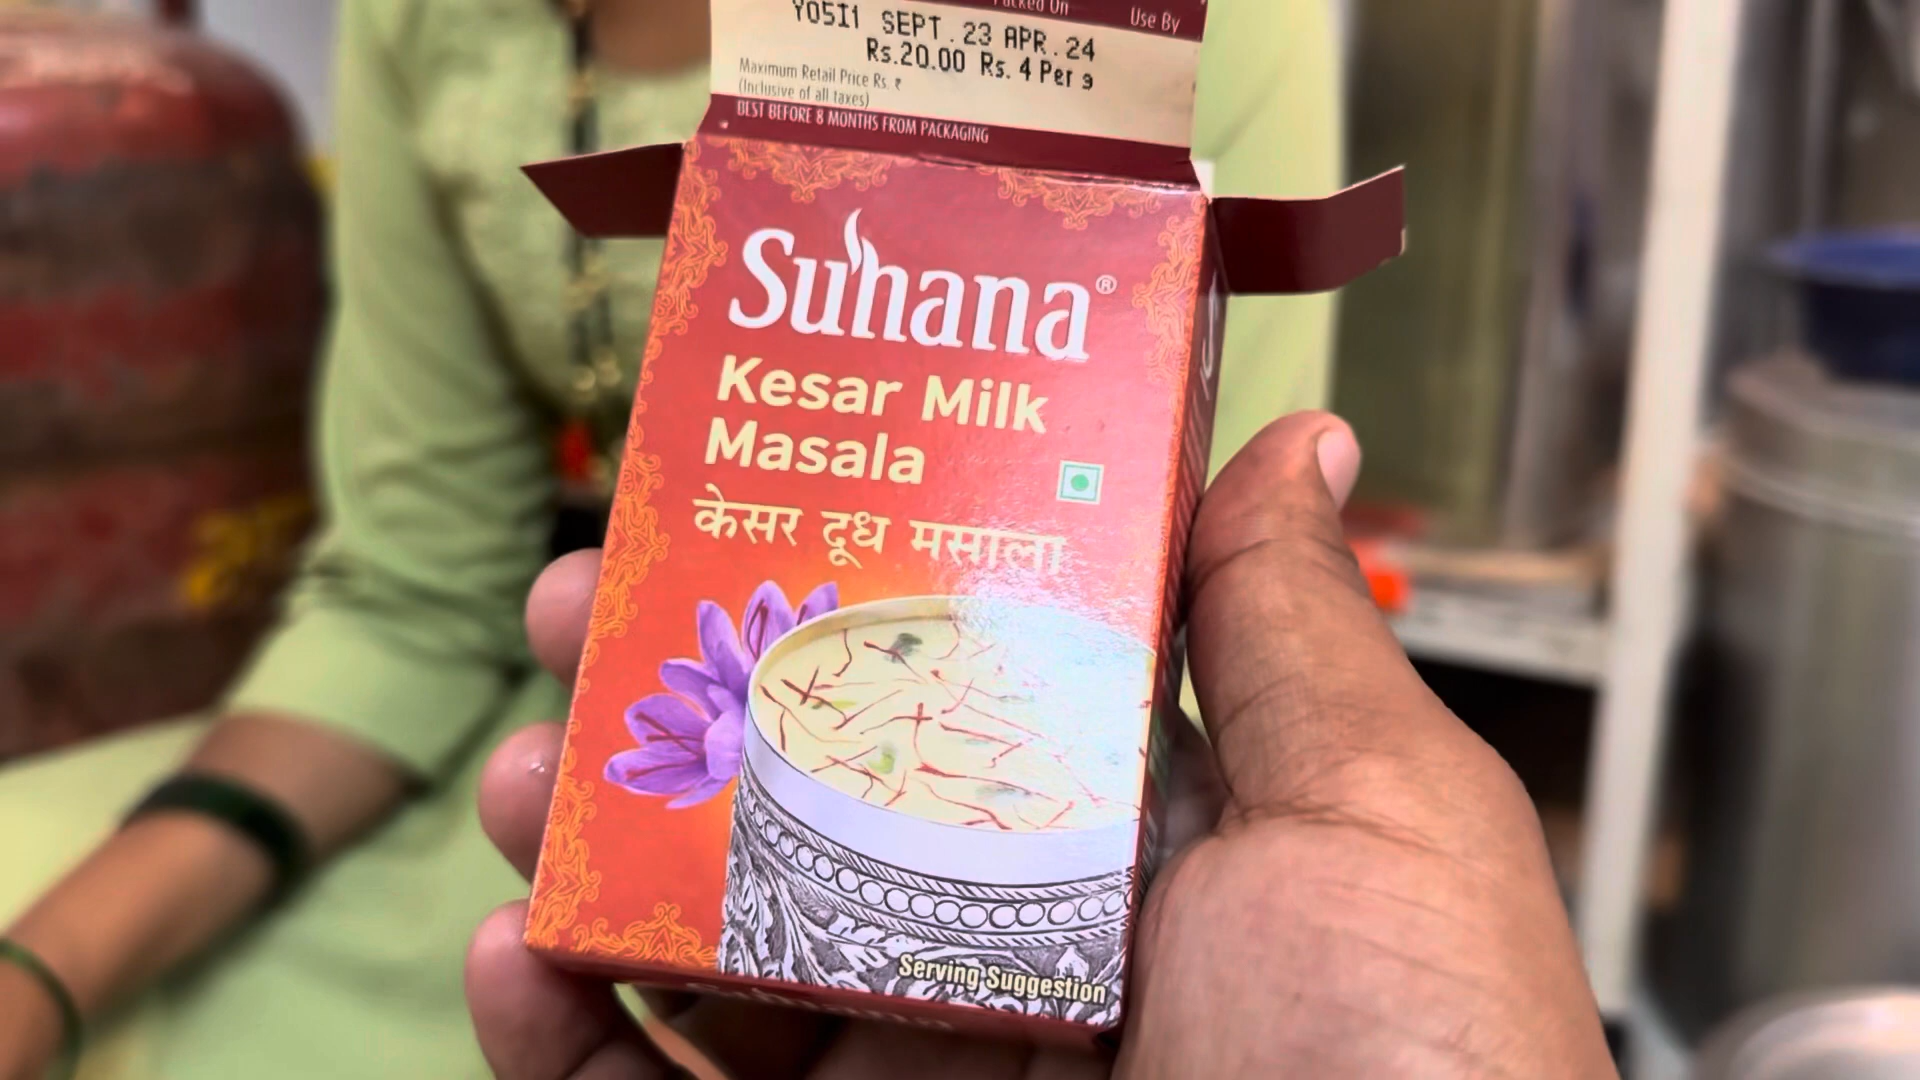 Packed On Use By
Y05I1 SEPT.23 APR.24
Rs.20.00 Rs. 4 Per g
Maximum Retail Price Rs. ₹
(Inclusive of all taxes)
BEST BEFORE 8 MONTHS FROM PACKAGING
Suhana®
Kesar Milk
Masala
केसर दूध मसाला
Serving Suggestion